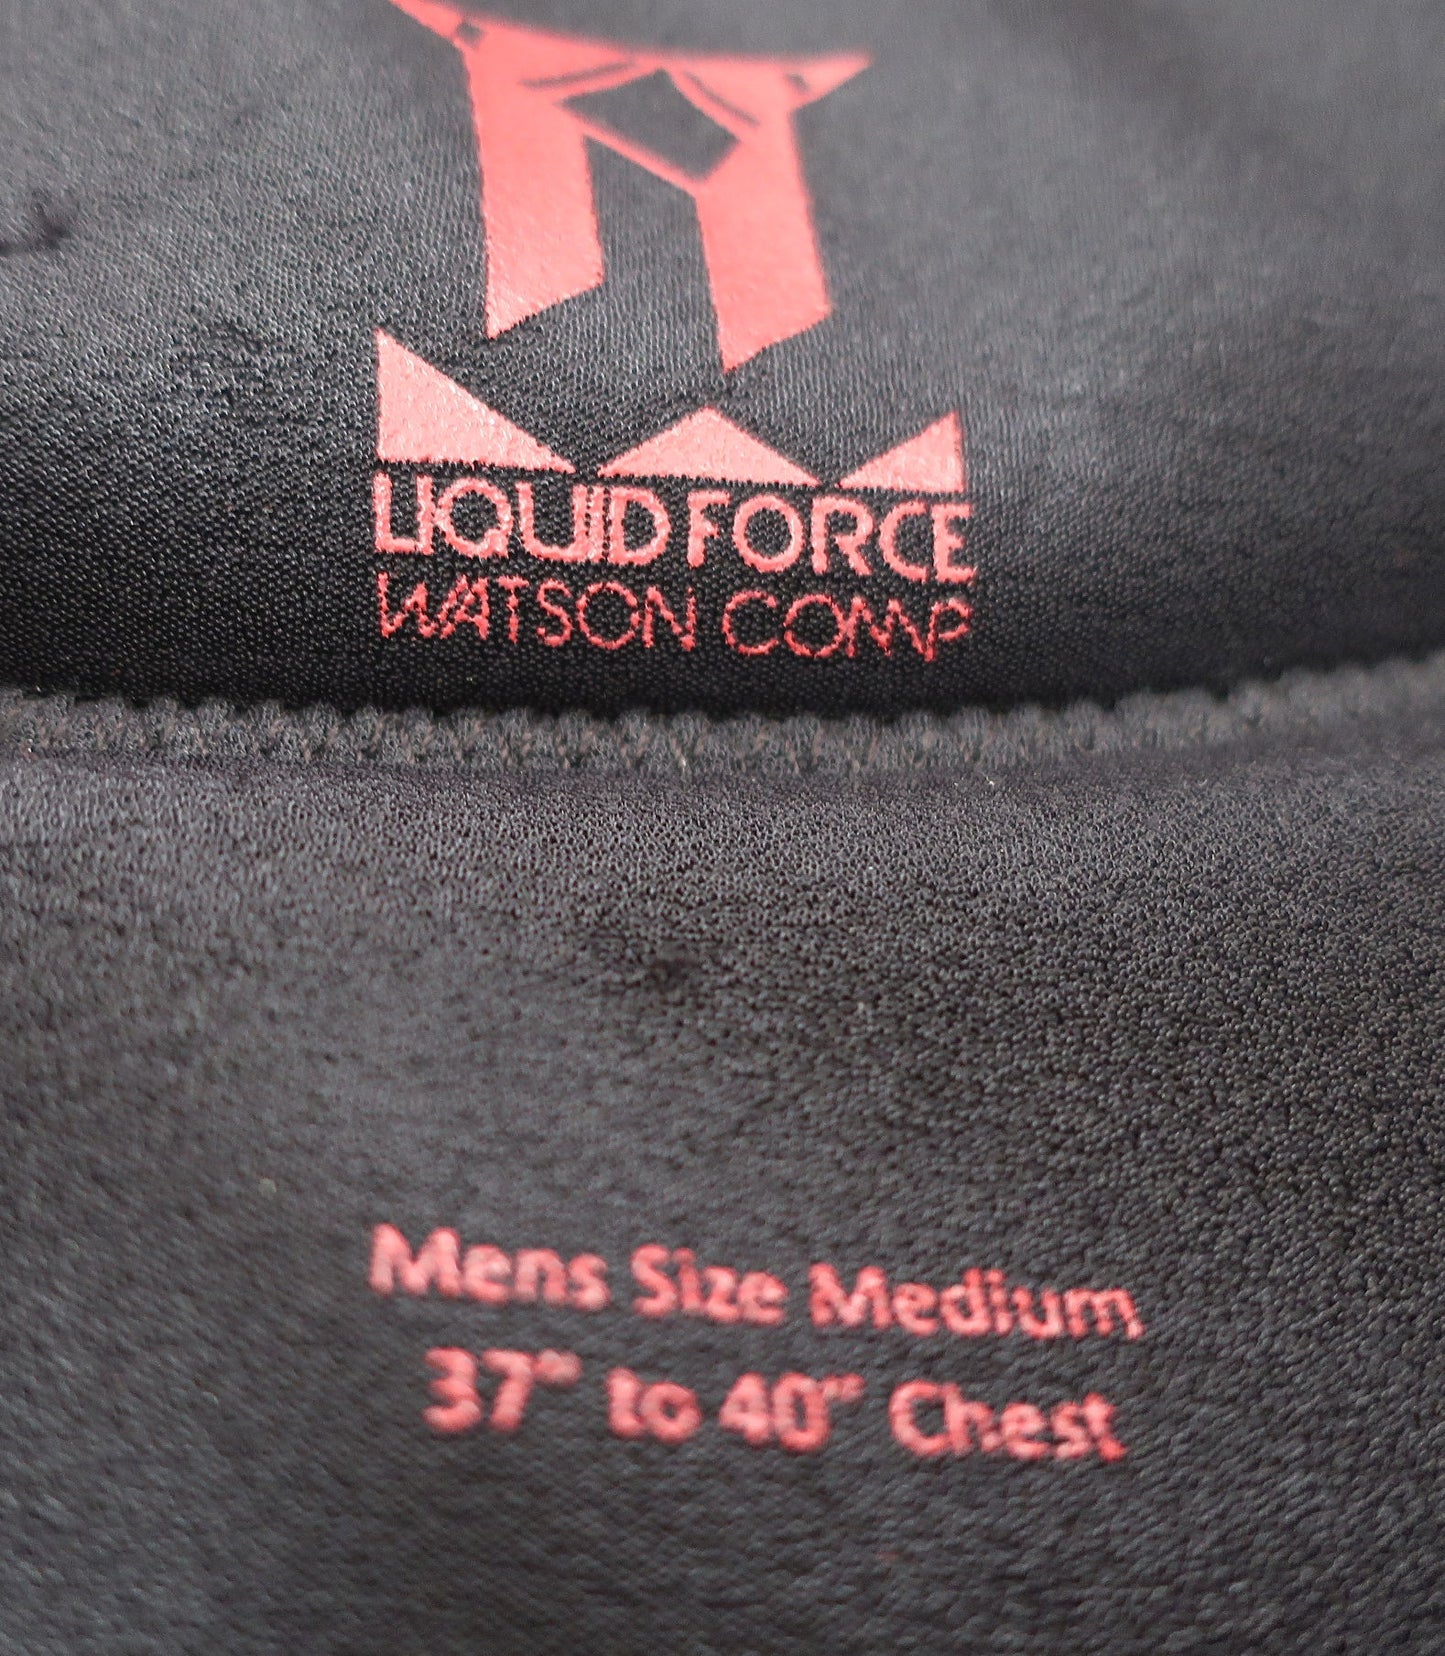 LIQUID FORCE
WATSON COMP
Mens Size Medium
37" to 40" Chest